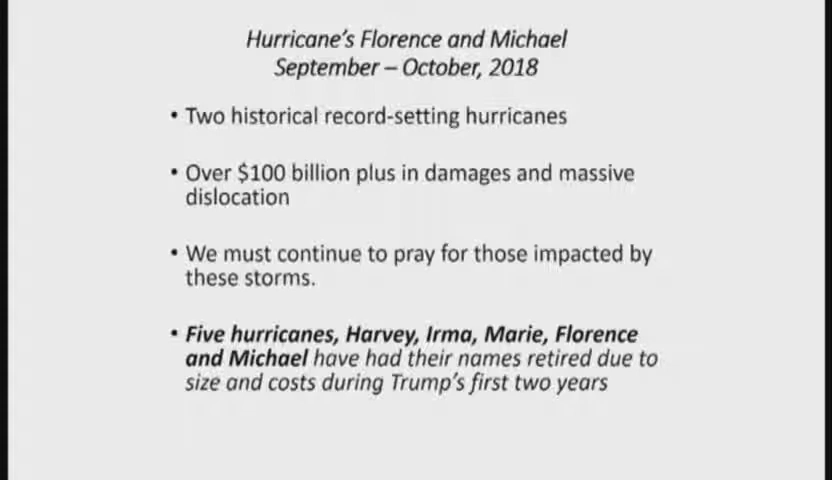 Hurricane's Florence and Michael
September – October, 2018
• Two historical record-setting hurricanes
• Over $100 billion plus in damages and massive
dislocation
• We must continue to pray for those impacted by
these storms.
• Five hurricanes, Harvey, Irma, Marie, Florence
and Michael have had their names retired due to
size and costs during Trump's first two years